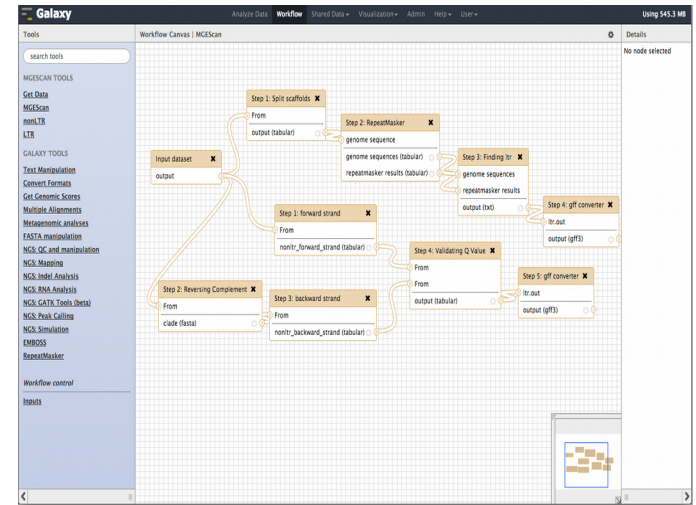 Galaxy
Analyze Data Workflow Shared Data Visualization Admin Help User
Using 545.3 MB
Tools
search tools
MGESCAN TOOLS
Get Data
MGEScan
nonLTR
LTR
GALAXY TOOLS
Text Manipulation
Convert Formats
Get Genomic Scores
Multiple Alignments
Metagenomic analyses
FASTA manipulation
NGS: QC and manipulation
NGS: Mapping
NGS: Indel Analysis
NGS: RNA Analysis
NGS: GATK Tools (beta)
NGS: Peak Calling
NGS: Simulation
EMBOSS
RepeatMasker
Workflow control
Inputs
Workflow Canvas | MGEScan
Input dataset
output
Step 1: Split scaffolds
From
output (tabular)
Step 2: RepeatMasker
genome sequence
genome sequences (tabular)
repeatmasker results (tabular)
Step 3: Finding ltr
genome sequences
repeatmasker results
output (txt)
Step 4: gff converter
ltr.out
output (gff3)
Step 1: forward strand
From
nonltr_forward_strand (tabular)
Step 2: Reversing Complement
From
clade (fasta)
Step 3: backward strand
From
nonltr_backward_strand (tabular)
Step 4: Validating Q Value
From
From
output (tabular)
Step 5: gff converter
ltr.out
output (gff3)
Details
No node selected